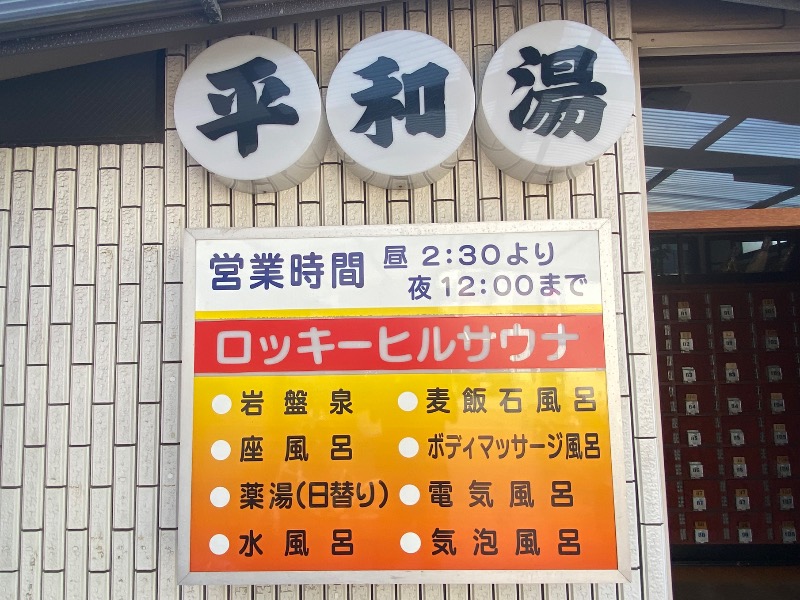 平和湯
営業時間 昼 2:30より
夜12:00まで
ロッキーヒルサウナ
岩盤泉
麦飯石風呂
座風呂
ボディマッサージ風呂
薬湯(日替り)
電気風呂
水風呂
気泡風呂